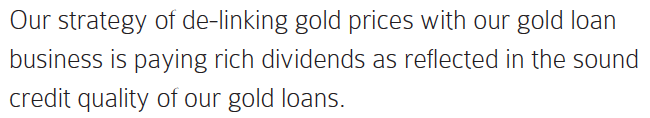 Our strategy of de-linking gold prices with our gold loan
business is paying rich dividends as reflected in the sound
credit quality of our gold loans.